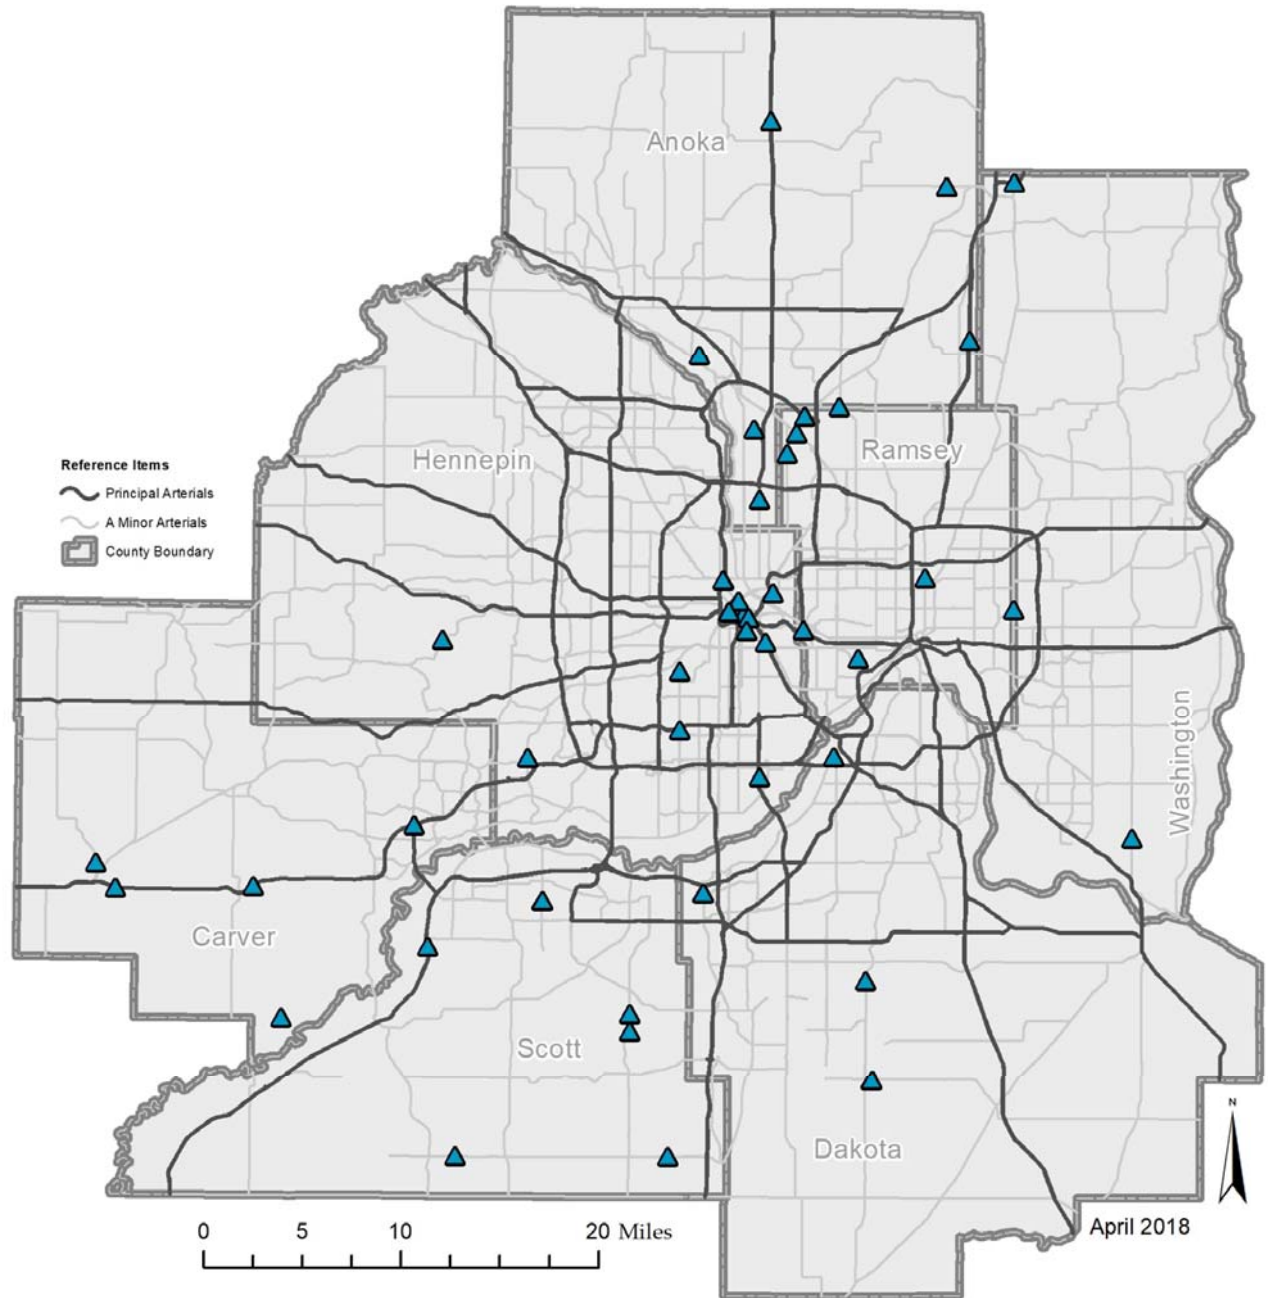 Anoka
Hennepin
Ramsey
Reference Items
Principal Arterials
A Minor Arterials
County Boundary
Washington
Carver
Scott
Dakota
N
0 5 10 20 Miles
April 2018